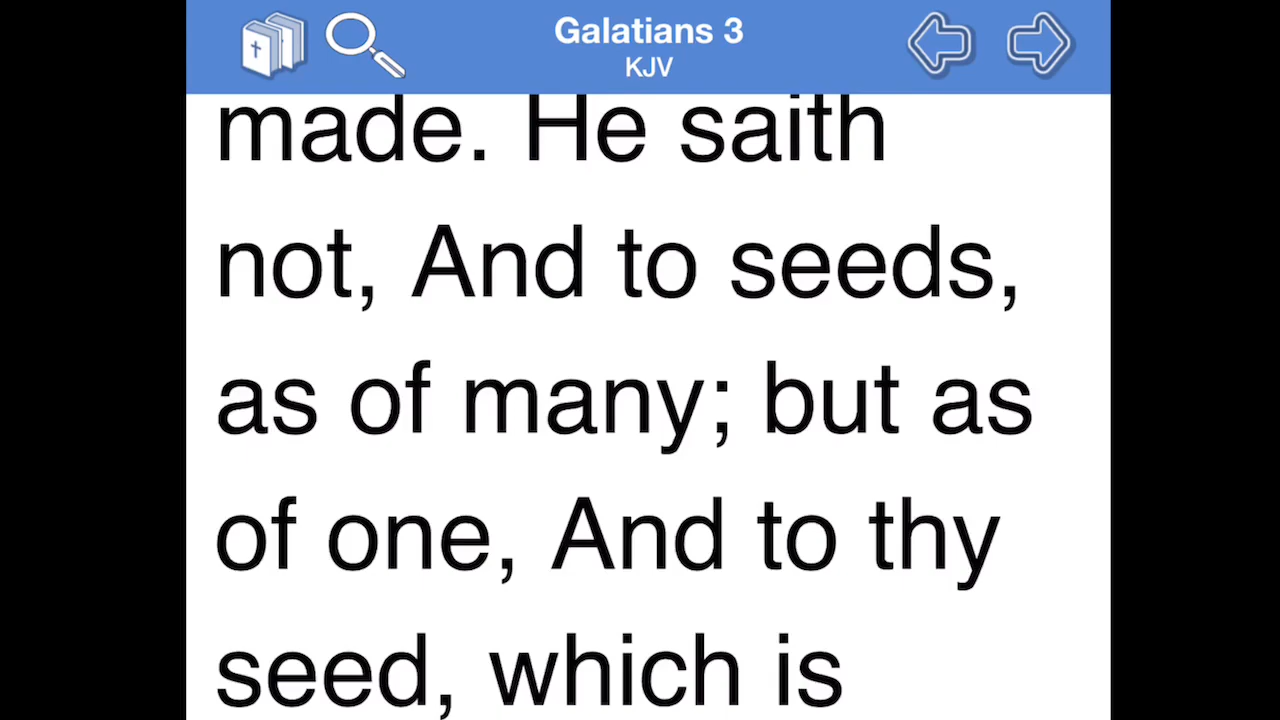 Galatians 3
KJV
made. He saith
not, And to seeds,
as of many; but as
of one, And to thy
seed, which is